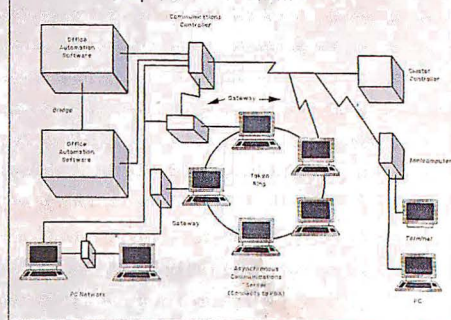 Communications
Controller
Office
Automation
Software
Cluster
Controller
Gateway
Bridge
Office
Automation
Software
Minicomputer
Token
Ring
Terminal
Gateway
Asynchronous
Communications
Server
PC Network
PC